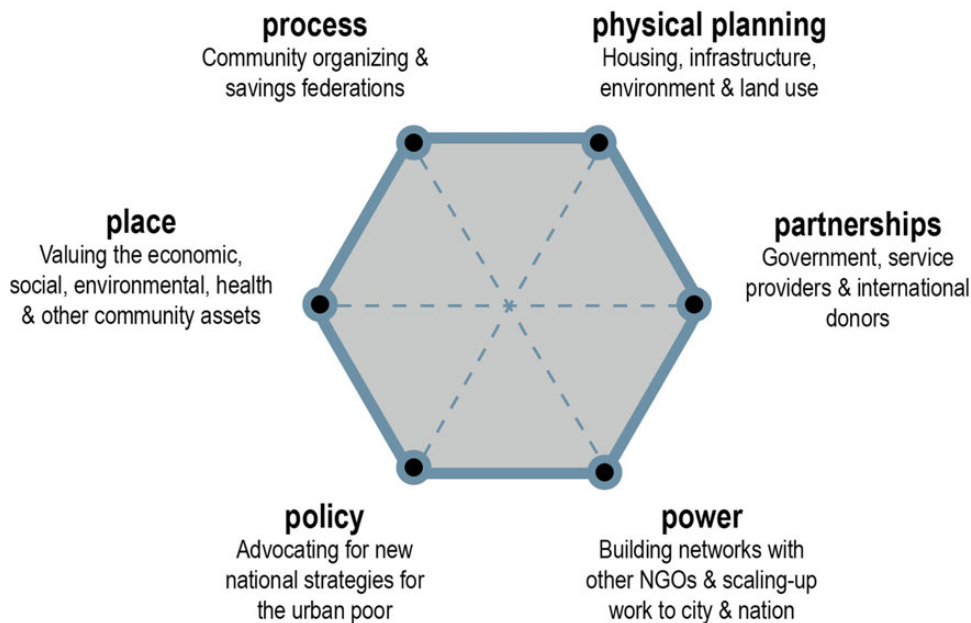 process
Community organizing &
savings federations
physical planning
Housing, infrastructure,
environment & land use
place
Valuing the economic,
social, environmental, health
& other community assets
partnerships
Government, service
providers & international
donors
policy
Advocating for new
national strategies for
the urban poor
power
Building networks with
other NGOs & scaling-up
work to city & nation